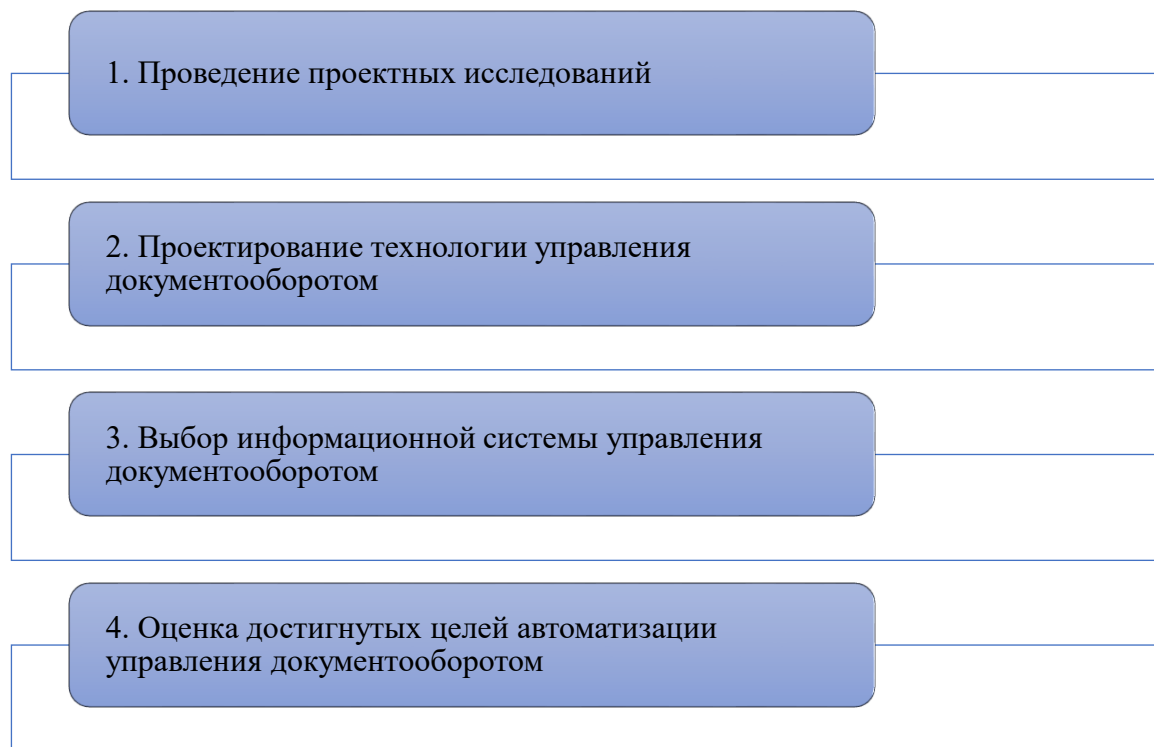 1. Проведение проектных исследований
2. Проектирование технологии управления
документооборотом
3. Выбор информационной системы управления
документооборотом
4. Оценка достигнутых целей автоматизации
управления документооборотом